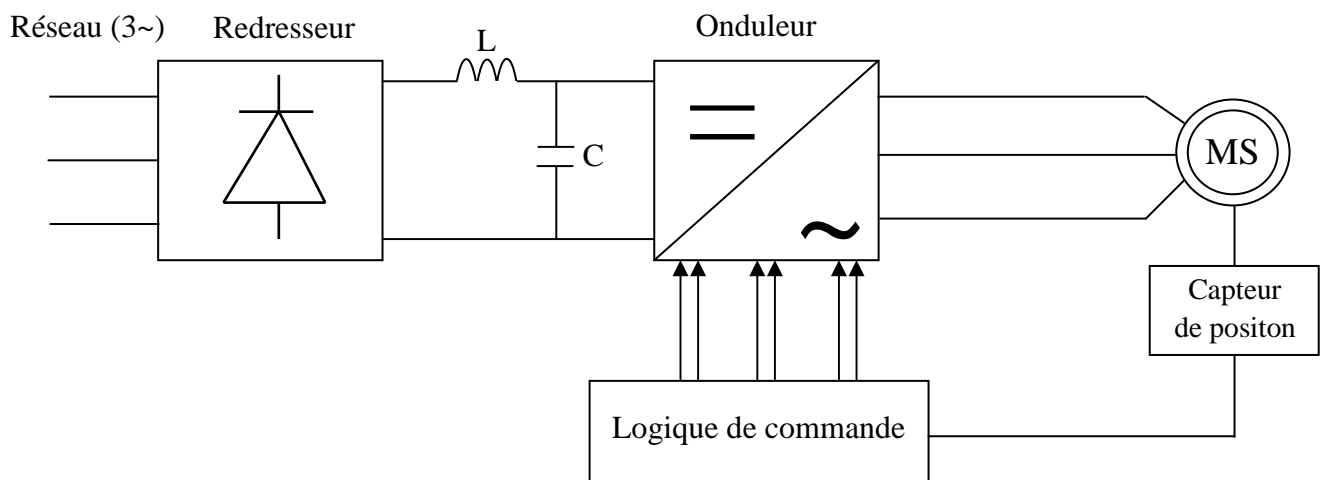 Réseau (3~)
Redresseur
L
Onduleur
C
MS
Capteur
de positon
Logique de commande